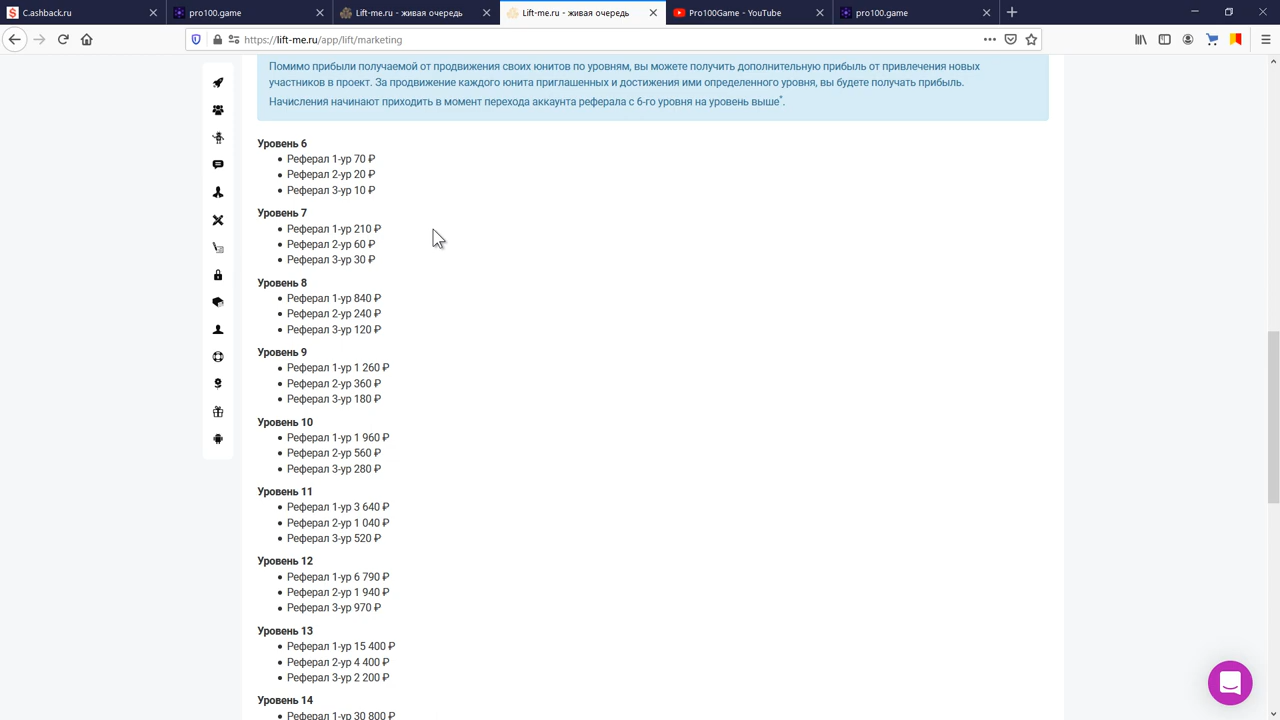 C.ashback.ru
pro100.game
Lift-me.ru - живая очередь
Lift-me.ru - живая очередь
Pro100Game - YouTube
pro100.game
https://lift-me.ru/app/lift/marketing
Помимо прибыли получаемой от продвижения своих юнитов по уровням, вы можете получить дополнительную прибыль от привлечения новых
участников в проект. За продвижение каждого юнита приглашенных и достижения ими определенного уровня, вы будете получать прибыль.
Начисления начинают приходить в момент перехода аккаунта реферала с 6-го уровня на уровень выше*.
Уровень 6
• Реферал 1-ур 70 ₽
• Реферал 2-ур 20 ₽
• Реферал 3-ур 10 ₽
Уровень 7
• Реферал 1-ур 210 ₽
• Реферал 2-ур 60 ₽
• Реферал 3-ур 30 ₽
Уровень 8
• Реферал 1-ур 840 ₽
• Реферал 2-ур 240 ₽
• Реферал 3-ур 120 ₽
Уровень 9
• Реферал 1-ур 1 260 ₽
• Реферал 2-ур 360 ₽
• Реферал 3-ур 180 ₽
Уровень 10
• Реферал 1-ур 1 960 ₽
• Реферал 2-ур 560 ₽
• Реферал 3-ур 280 ₽
Уровень 11
• Реферал 1-ур 3 640 ₽
• Реферал 2-ур 1 040 ₽
• Реферал 3-ур 520 ₽
Уровень 12
• Реферал 1-ур 6 790 ₽
• Реферал 2-ур 1 940 ₽
• Реферал 3-ур 970 ₽
Уровень 13
• Реферал 1-ур 15 400 ₽
• Реферал 2-ур 4 400 ₽
• Реферал 3-ур 2 200 ₽
Уровень 14
• Реферал 1-ур 30 800 ₽